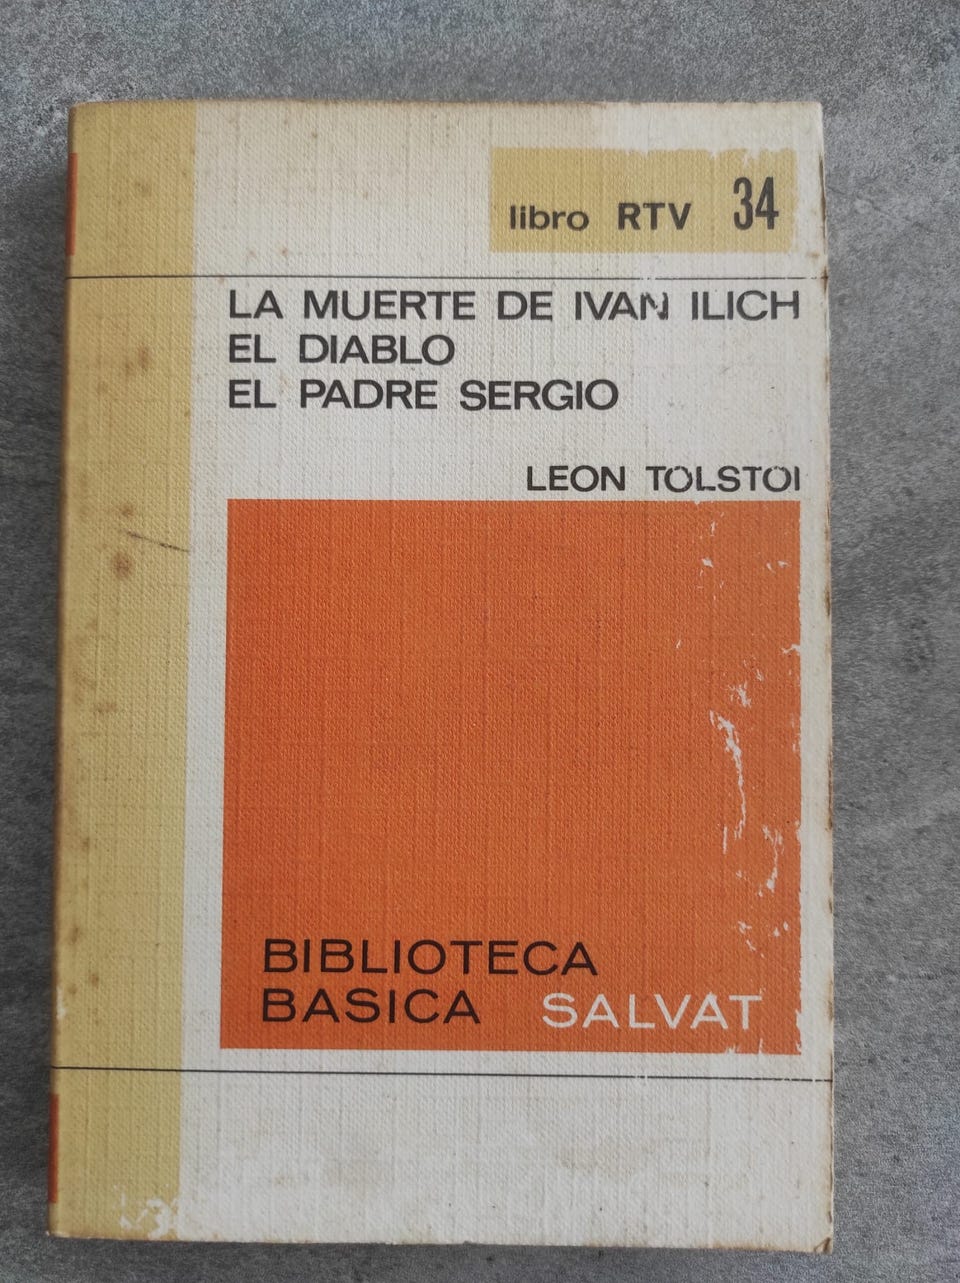 libro RTV 34
LA MUERTE DE IVAN ILICH
EL DIABLO
EL PADRE SERGIO
LEON TOLSTOI
BIBLIOTECA
BASICA SALVAT